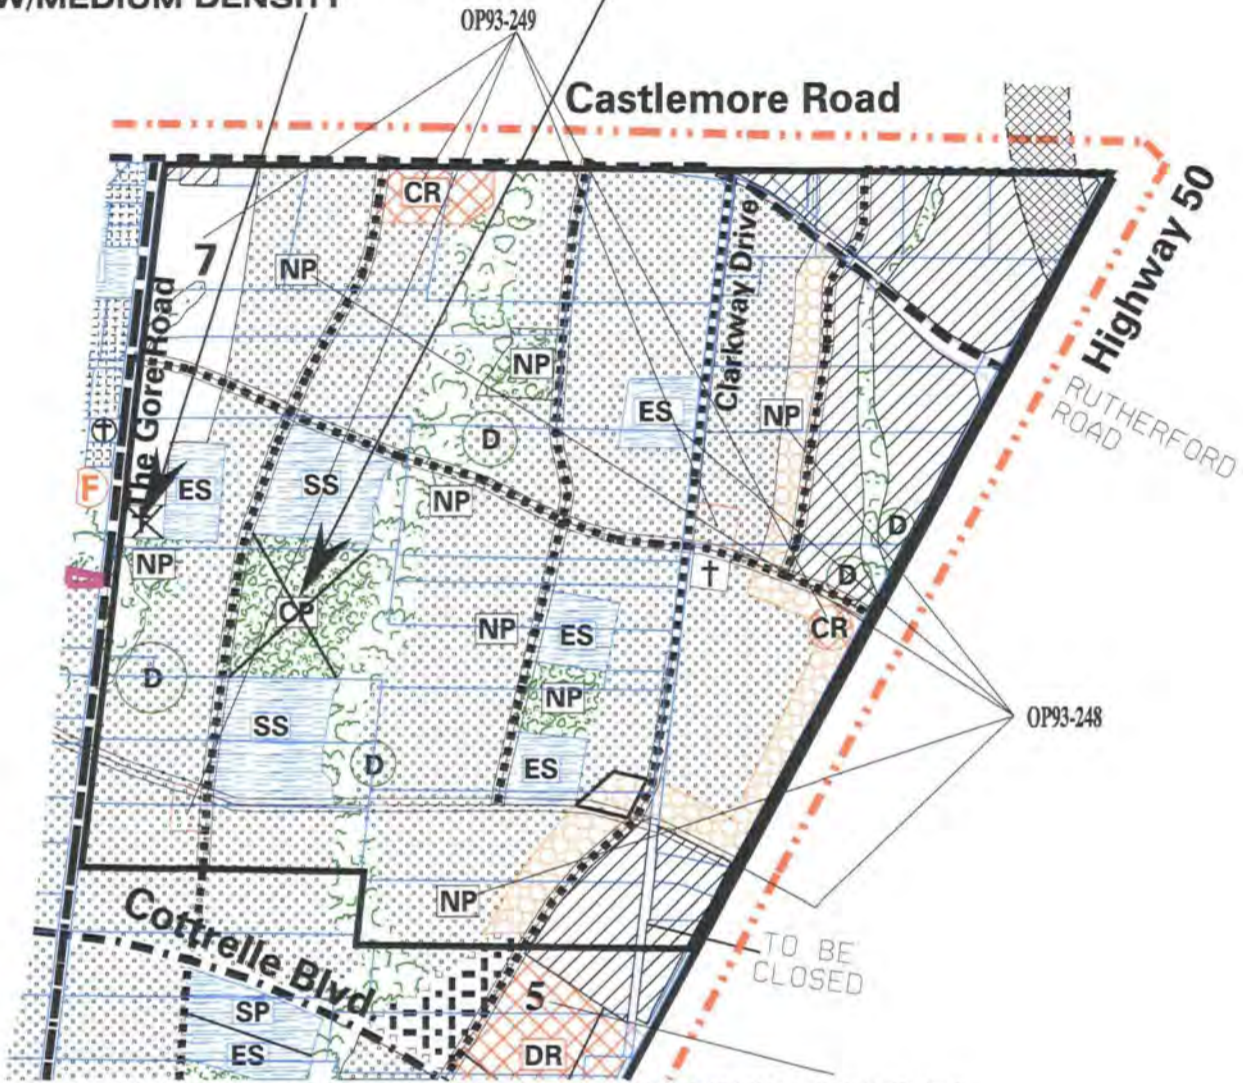 W/MEDIUM DENSITY
OP93-249
Castlemore Road
Highway 50
CR
7
NP
The Gore Road
Clarkway Drive
NP
ES
NP
RUTHERFORD
ROAD
D
F
ES
SS
NP
D
NP
D
CP
NP
ES
CR
D
NP
SS
OP93-248
D
ES
NP
Cottrelle Blvd
TO BE
CLOSED
SP
5
ES
DR